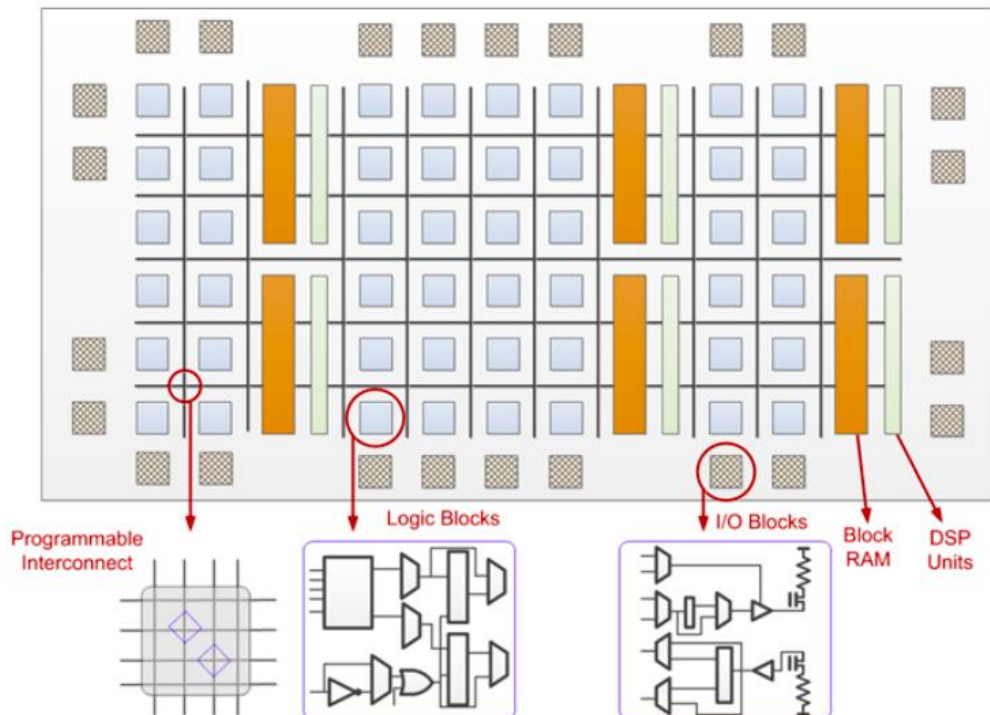 Programmable
Interconnect
Logic Blocks
I/O Blocks
Block
RAM
DSP
Units